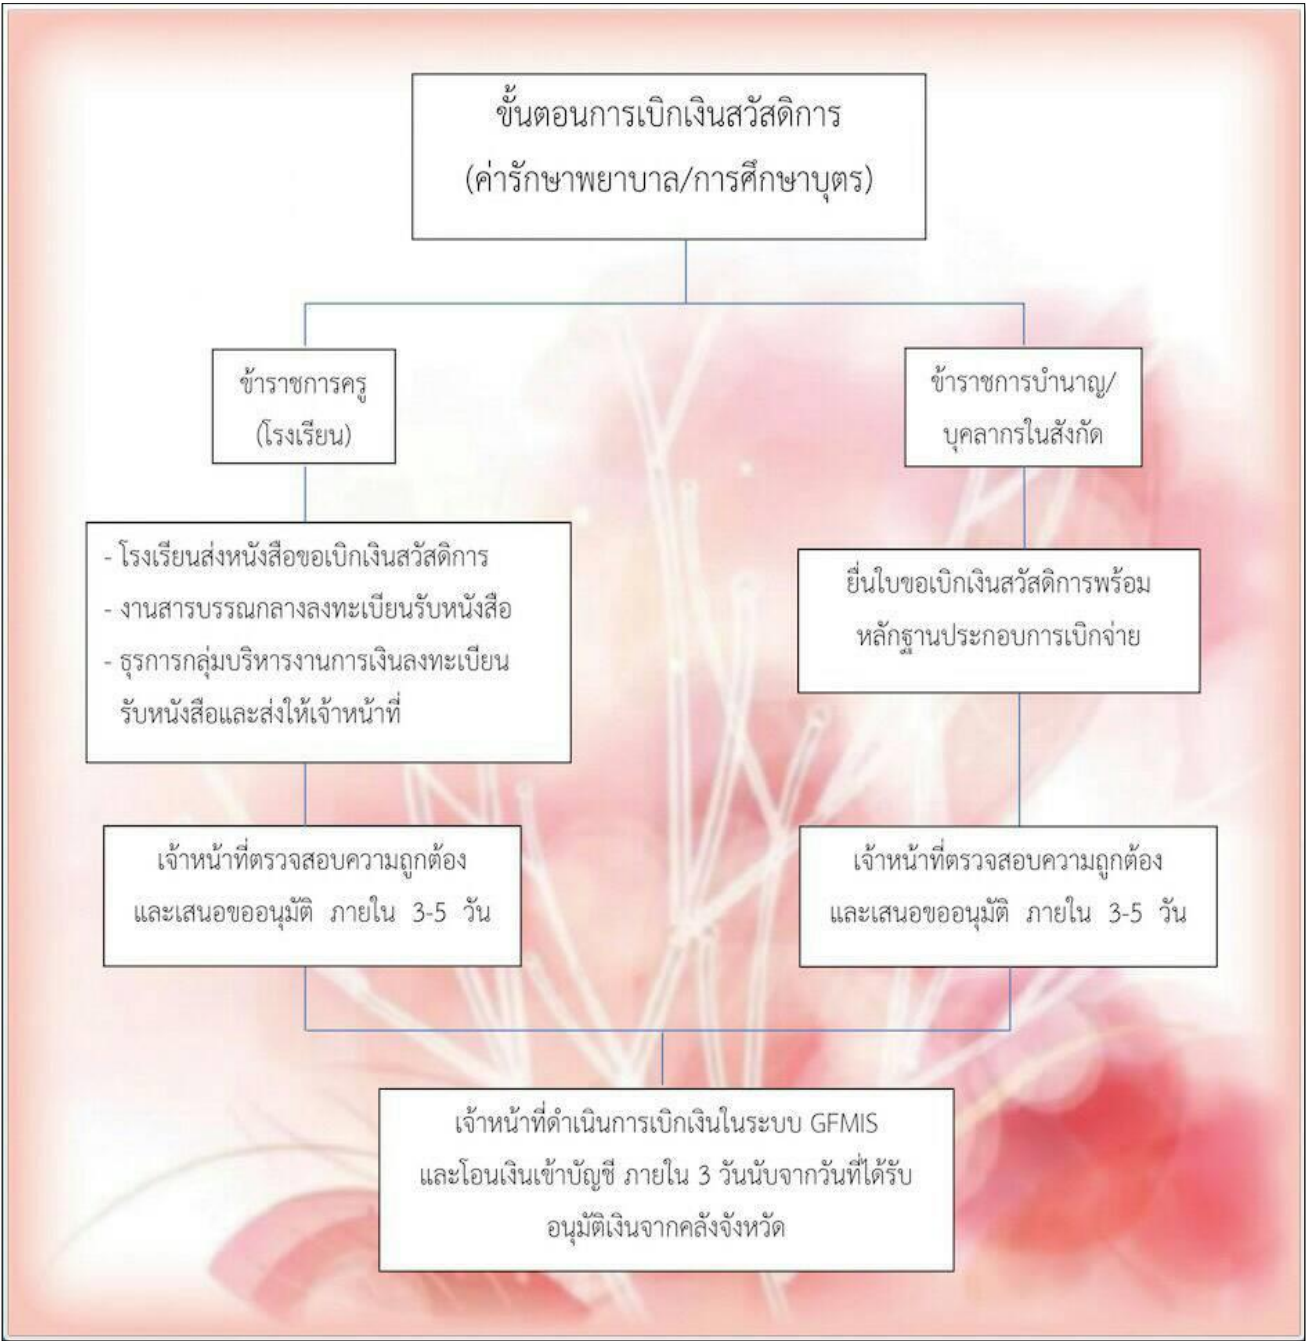 ขั้นตอนการเบิกเงินสวัสดิการ
(ค่ารักษาพยาบาล/การศึกษาบุตร)
ข้าราชการครู
(โรงเรียน)
- โรงเรียนส่งหนังสือขอเบิกเงินสวัสดิการ
- งานสารบรรณกลางลงทะเบียนรับหนังสือ
- ธุรการกลุ่มบริหารงานการเงินลงทะเบียน
รับหนังสือและส่งให้เจ้าหน้าที่
เจ้าหน้าที่ตรวจสอบความถูกต้อง
และเสนอขออนุมัติ ภายใน 3-5 วัน
ข้าราชการบำนาญ/
บุคลากรในสังกัด
ยื่นใบขอเบิกเงินสวัสดิการพร้อม
หลักฐานประกอบการเบิกจ่าย
เจ้าหน้าที่ตรวจสอบความถูกต้อง
และเสนอขออนุมัติ ภายใน 3-5 วัน
เจ้าหน้าที่ดำเนินการเบิกเงินในระบบ GFMIS
และโอนเงินเข้าบัญชี ภายใน 3 วันนับจากวันที่ได้รับ
อนุมัติเงินจากคลังจังหวัด